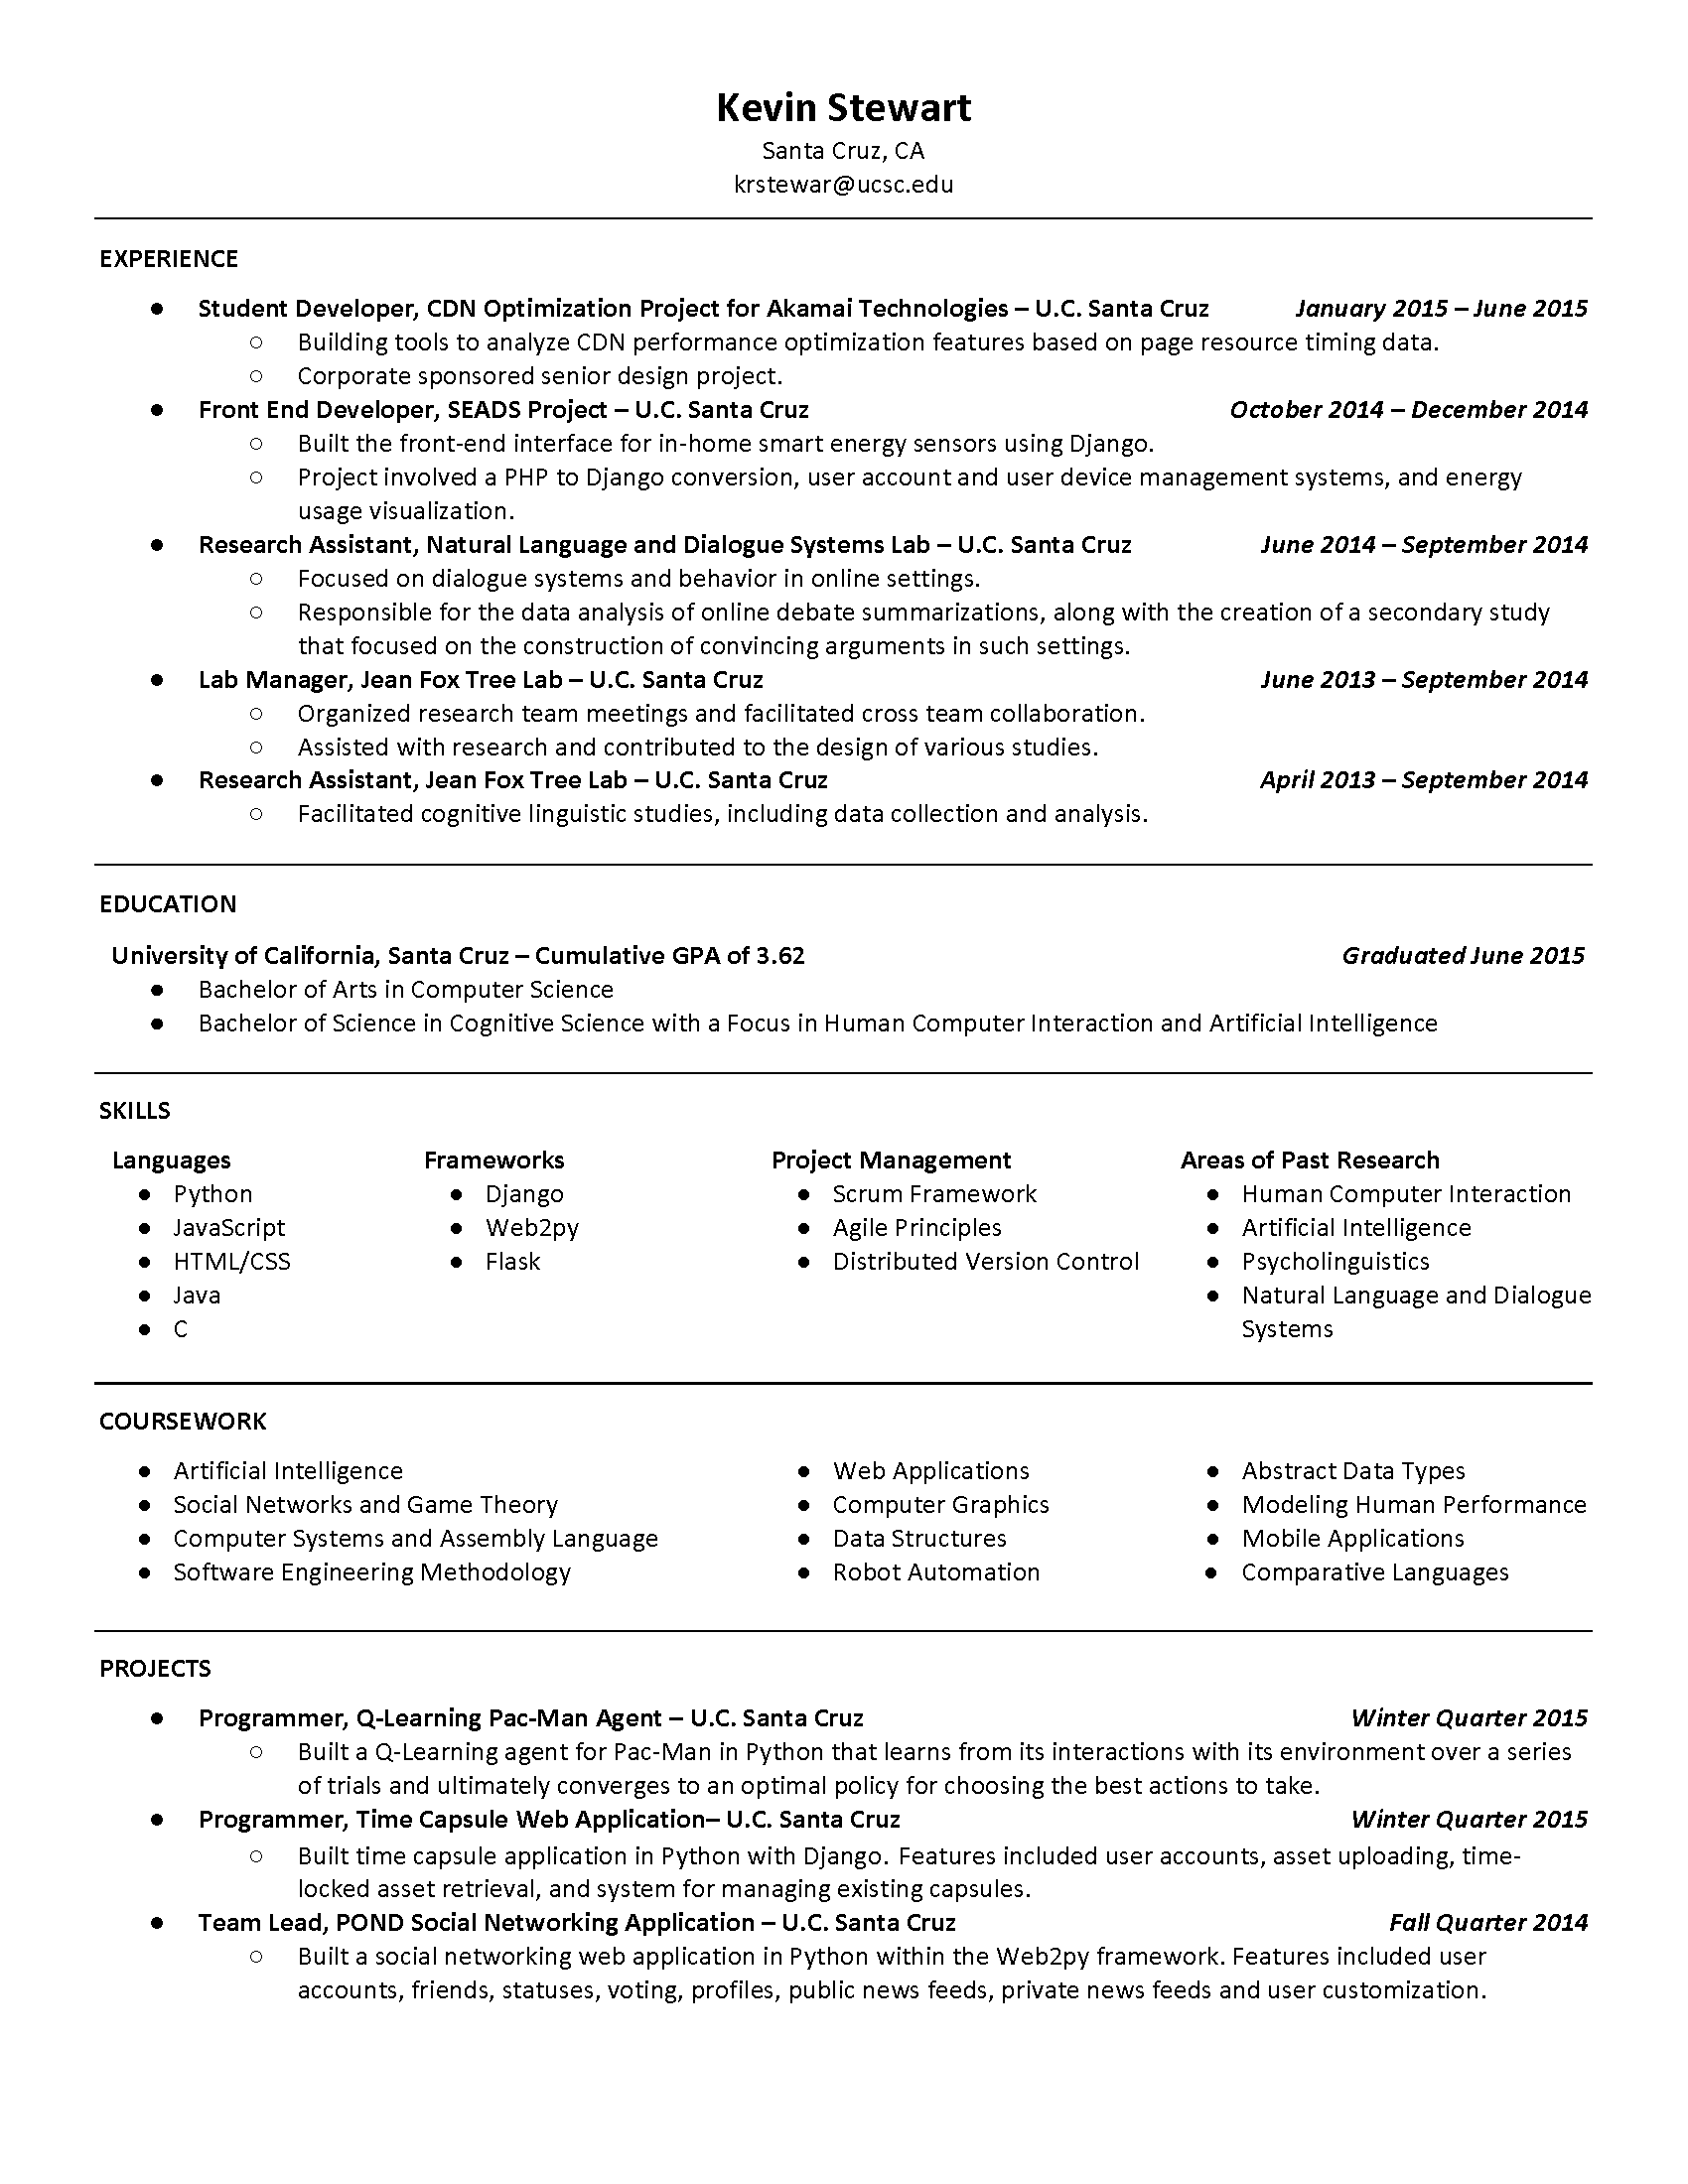 Kevin Stewart
Santa Cruz, CA
krstewar@ucsc.edu
EXPERIENCE
● Student Developer, CDN Optimization Project for Akamai Technologies – U.C. Santa Cruz January 2015 – June 2015
○ Building tools to analyze CDN performance optimization features based on page resource timing data.
○ Corporate sponsored senior design project.
● Front End Developer, SEADS Project – U.C. Santa Cruz October 2014 – December 2014
○ Built the front-end interface for in-home smart energy sensors using Django.
○ Project involved a PHP to Django conversion, user account and user device management systems, and energy
usage visualization.
● Research Assistant, Natural Language and Dialogue Systems Lab – U.C. Santa Cruz June 2014 – September 2014
○ Focused on dialogue systems and behavior in online settings.
○ Responsible for the data analysis of online debate summarizations, along with the creation of a secondary study
that focused on the construction of convincing arguments in such settings.
● Lab Manager, Jean Fox Tree Lab – U.C. Santa Cruz June 2013 – September 2014
○ Organized research team meetings and facilitated cross team collaboration.
○ Assisted with research and contributed to the design of various studies.
● Research Assistant, Jean Fox Tree Lab – U.C. Santa Cruz April 2013 – September 2014
○ Facilitated cognitive linguistic studies, including data collection and analysis.
EDUCATION
University of California, Santa Cruz – Cumulative GPA of 3.62 Graduated June 2015
● Bachelor of Arts in Computer Science
● Bachelor of Science in Cognitive Science with a Focus in Human Computer Interaction and Artificial Intelligence
SKILLS
Languages
● Python
● JavaScript
● HTML/CSS
● Java
● C
Frameworks
● Django
● Web2py
● Flask
Project Management
● Scrum Framework
● Agile Principles
● Distributed Version Control
Areas of Past Research
● Human Computer Interaction
● Artificial Intelligence
● Psycholinguistics
● Natural Language and Dialogue
Systems
COURSEWORK
● Artificial Intelligence
● Social Networks and Game Theory
● Computer Systems and Assembly Language
● Software Engineering Methodology
● Web Applications
● Computer Graphics
● Data Structures
● Robot Automation
● Abstract Data Types
● Modeling Human Performance
● Mobile Applications
● Comparative Languages
PROJECTS
● Programmer, Q-Learning Pac-Man Agent – U.C. Santa Cruz Winter Quarter 2015
○ Built a Q-Learning agent for Pac-Man in Python that learns from its interactions with its environment over a series
of trials and ultimately converges to an optimal policy for choosing the best actions to take.
● Programmer, Time Capsule Web Application– U.C. Santa Cruz Winter Quarter 2015
○ Built time capsule application in Python with Django. Features included user accounts, asset uploading, time-
locked asset retrieval, and system for managing existing capsules.
● Team Lead, POND Social Networking Application – U.C. Santa Cruz Fall Quarter 2014
○ Built a social networking web application in Python within the Web2py framework. Features included user
accounts, friends, statuses, voting, profiles, public news feeds, private news feeds and user customization.